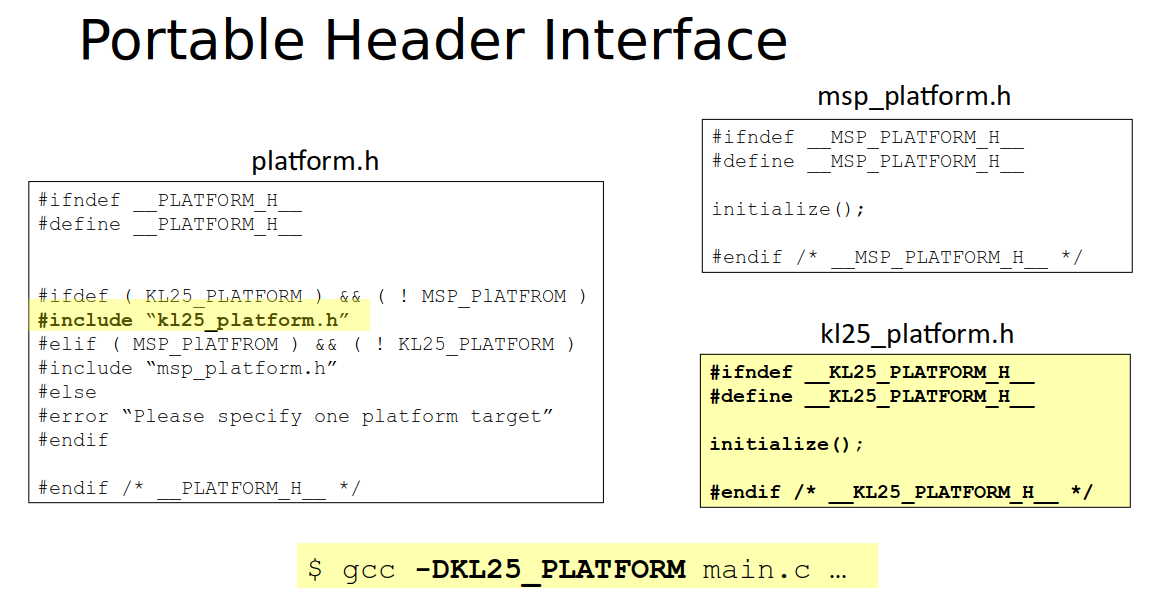 Portable Header Interface
platform.h
#ifndef __PLATFORM_H__
#define __PLATFORM_H__
#ifdef ( KL25_PLATFORM ) && ( ! MSP_PlATFROM )
#include “kl25_platform.h”
#elif ( MSP_PlATFROM ) && ( ! KL25_PLATFORM )
#include “msp_platform.h”
#else
#error “Please specify one platform target”
#endif
#endif /* __PLATFORM_H__ */
msp_platform.h
#ifndef __MSP_PLATFORM_H__
#define __MSP_PLATFORM_H__
initialize();
#endif /* __MSP_PLATFORM_H__ */
kl25_platform.h
#ifndef __KL25_PLATFORM_H__
#define __KL25_PLATFORM_H__
initialize();
#endif /* __KL25_PLATFORM_H__ */
$ gcc -DKL25_PLATFORM main.c …